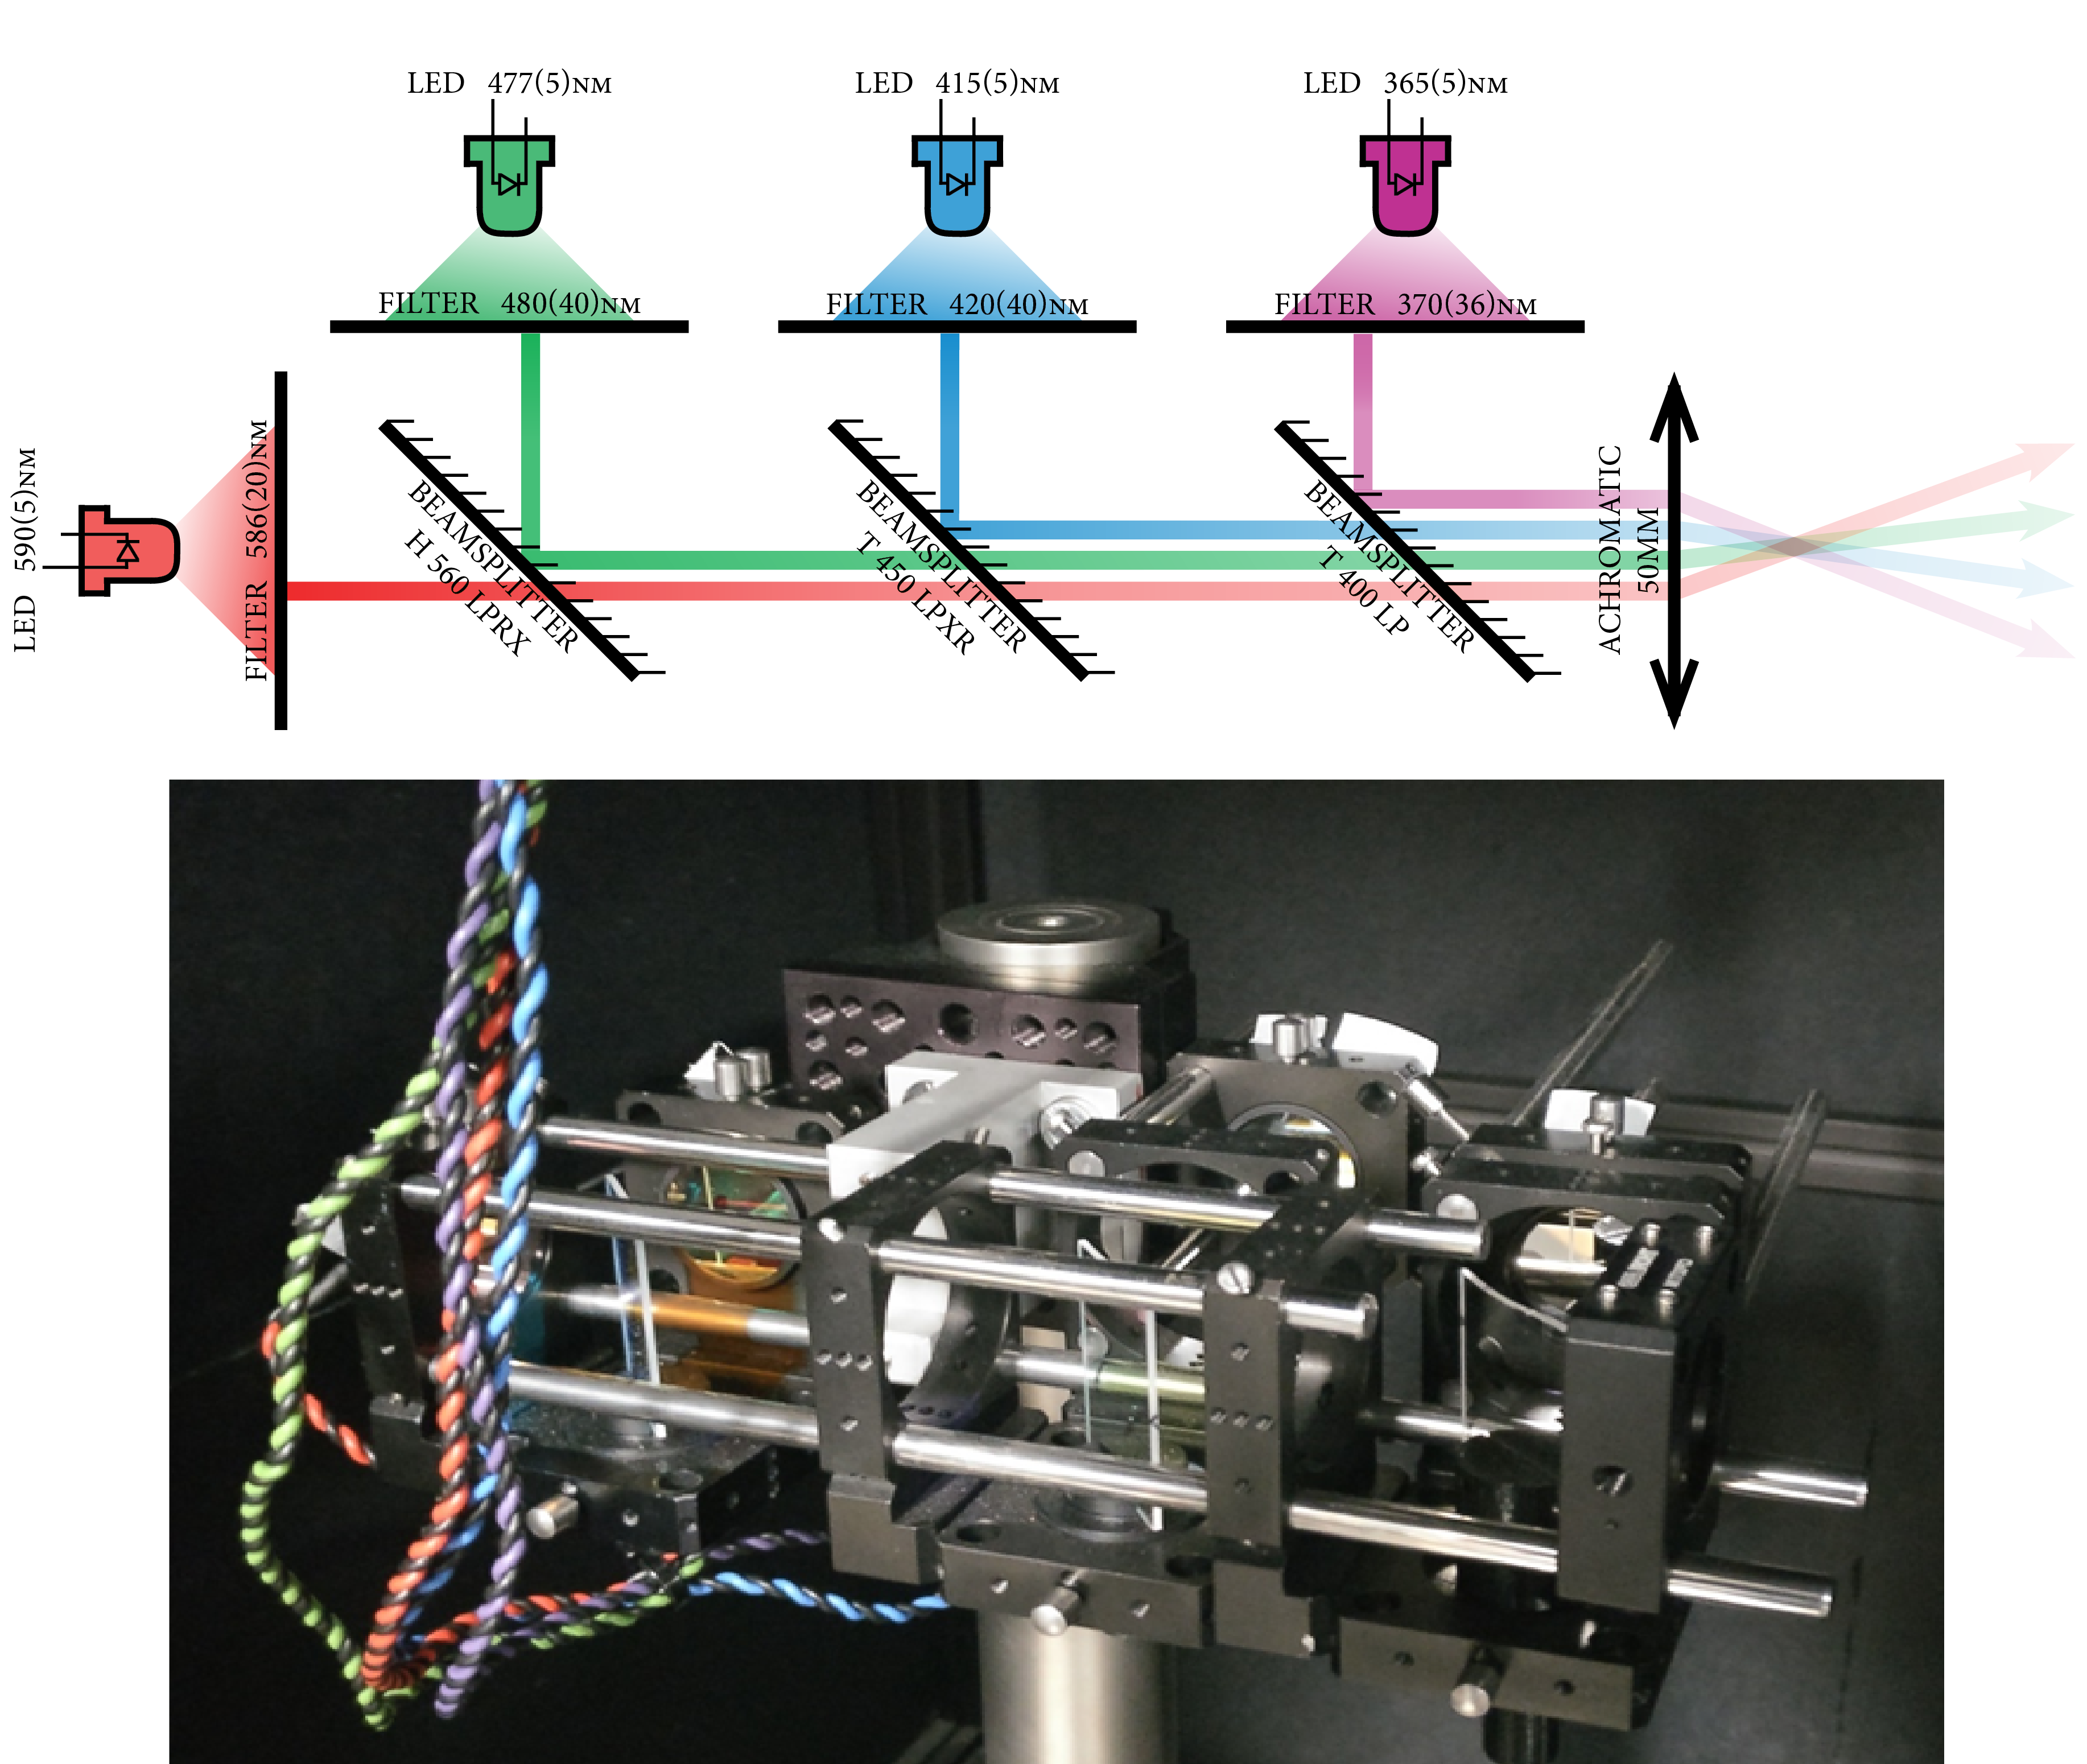 LED 477(5)NM
LED 415(5)NM
LED 365(5)NM
FILTER 480(40)NM
FILTER 420(40)NM
FILTER 370(36)NM
LED 590(5)NM
FILTER 586(20)NM
BEAMSPLITTER
H 560 LPRX
BEAMSPLITTER
T 450 LPXR
BEAMSPLITTER
T 400 LP
ACHROMATIC
50MM